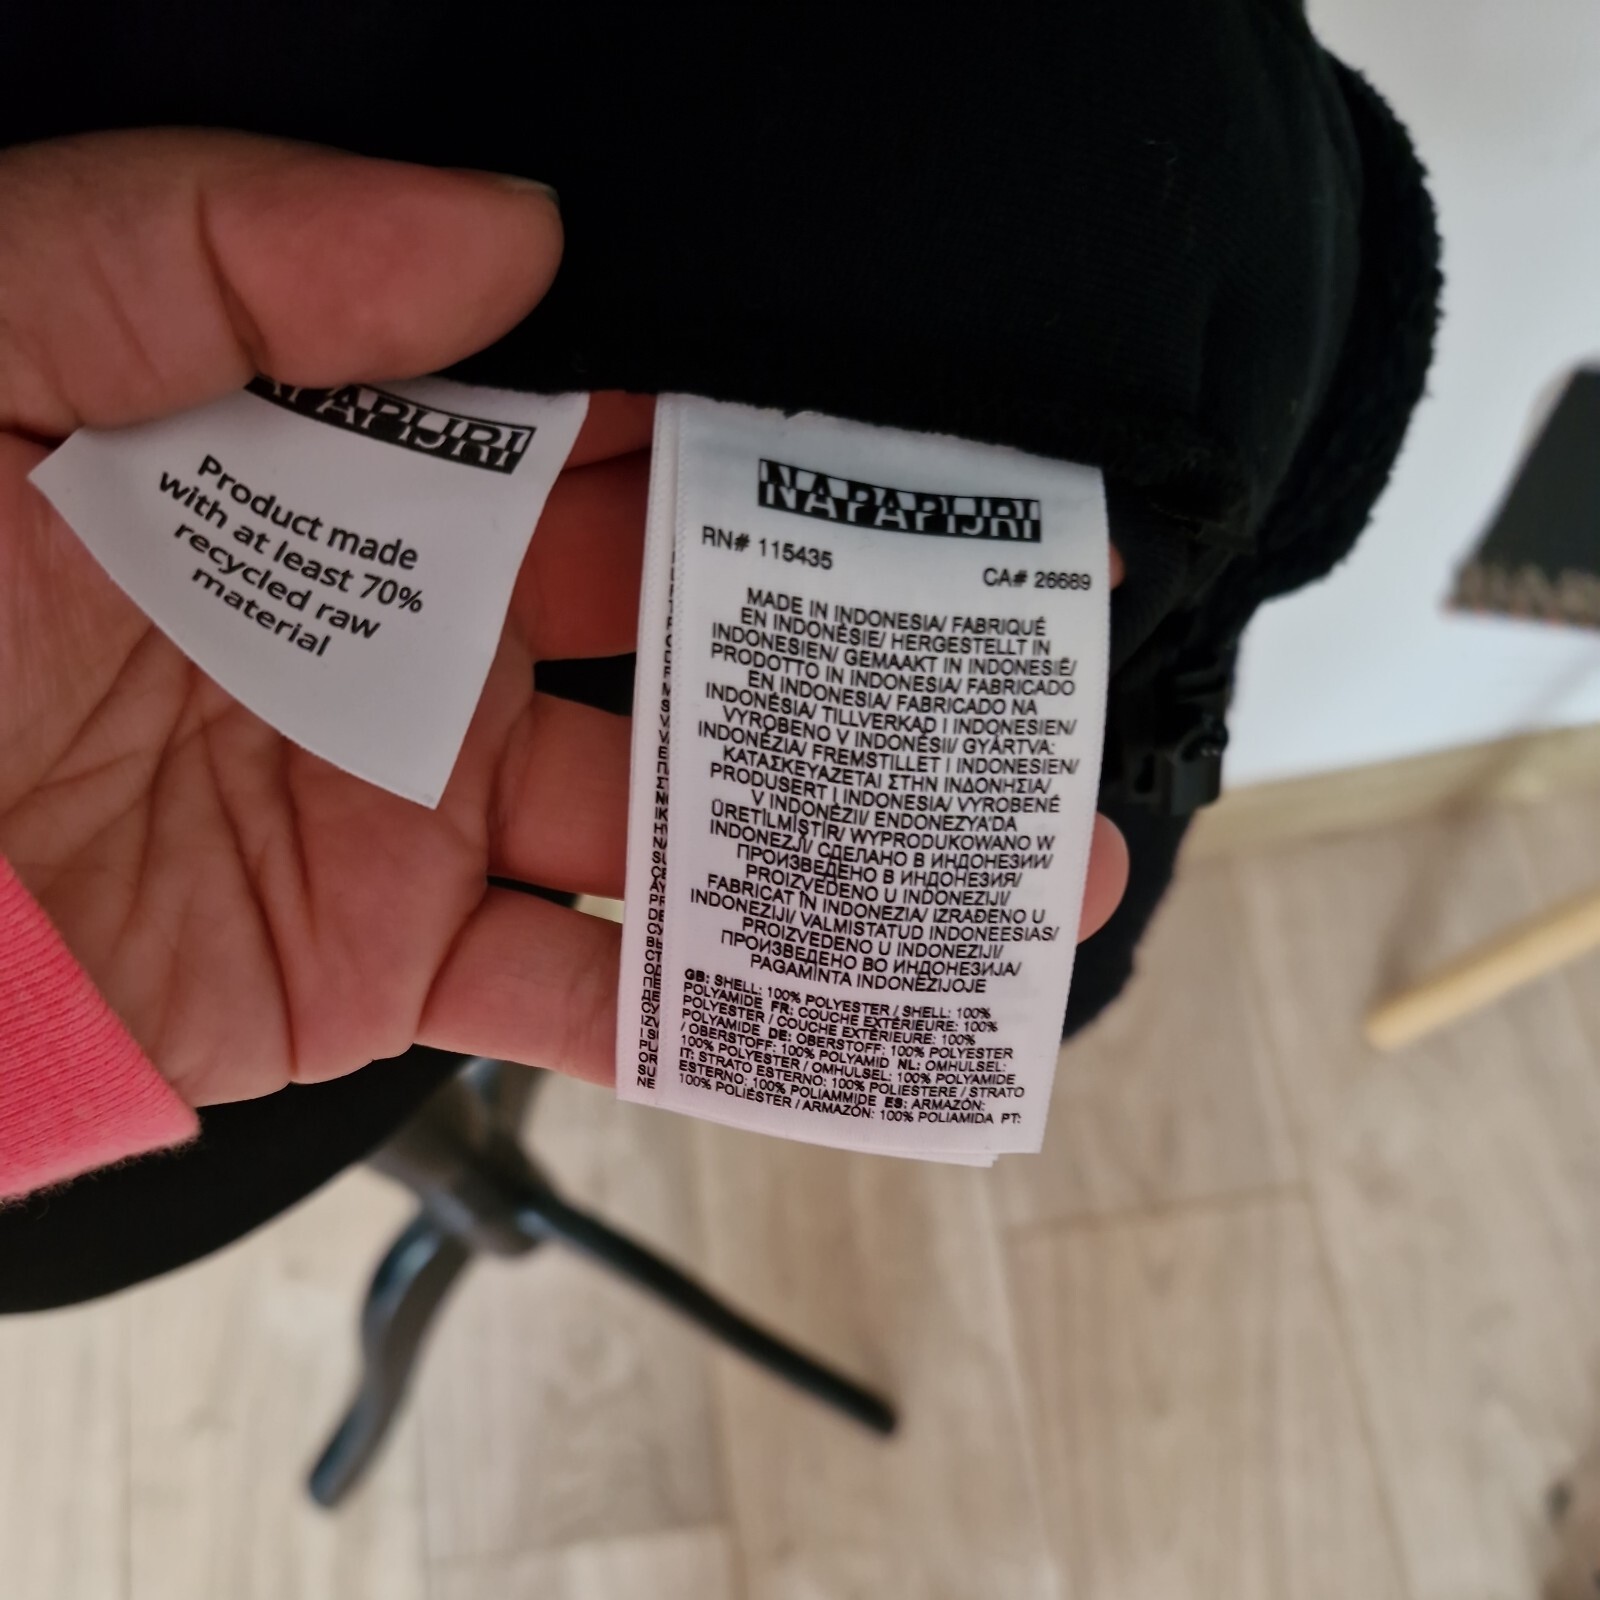 NAPAPIJRI
Product made
with at least 70%
recycled raw
material
NAPAPIJRI
RN# 115435
CA# 26689
MADE IN INDONESIA/ FABRIQUÉ
EN INDONÉSIE/ HERGESTELLT IN
INDONESIEN/ GEMAAKT IN INDONESIË/
PRODOTTO IN INDONESIA/ FABRICADO
EN INDONESIA/ FABRICADO NA
INDONÉSIA/ TILLVERKAD I INDONESIEN/
VYROBENO V INDONÉSII/ GYÁRTVA:
INDONÉZIA/ FREMSTILLET I INDONESIEN/
ΚΑΤΑΣΚΕΥΑΖΕΤΑΙ ΣΤΗΝ ΙΝΔΟΝΗΣΙΑ/
PRODUSERT I INDONESIA/ VYROBENÉ
V INDONÉZII/ ENDONEZYA'DA
ÜRETİLMİŞTİR/ WYPRODUKOWANO W
INDONEZJI/ СДЕЛАНО В ИНДОНЕЗИИ/
ПРОИЗВЕДЕНО В ИНДОНЕЗИЯ/
PROIZVEDENO U INDONEZIJI/
FABRICAT ÎN INDONEZIA/ IZRAĐENO U
INDONEZIJI/ VALMISTATUD INDONEESIAS/
PROIZVEDENO U INDONEZIJI/
ПРОИЗВЕДЕНО ВО ИНДОНЕЗИЈА/
PAGAMINTA INDONEZIJOJE
GB: SHELL: 100% POLYESTER / SHELL: 100%
POLYAMIDE FR: COUCHE EXTÉRIEURE: 100%
POLYESTER / COUCHE EXTÉRIEURE: 100%
POLYAMIDE DE: OBERSTOFF: 100% POLYESTER
/ OBERSTOFF: 100% POLYAMID NL: OMHULSEL:
100% POLYESTER / OMHULSEL: 100% POLYAMIDE
IT: STRATO ESTERNO: 100% POLIESTERE / STRATO
ESTERNO: 100% POLIAMMIDE ES: ARMAZÓN:
100% POLIÉSTER / ARMAZÓN: 100% POLIAMIDA PT: